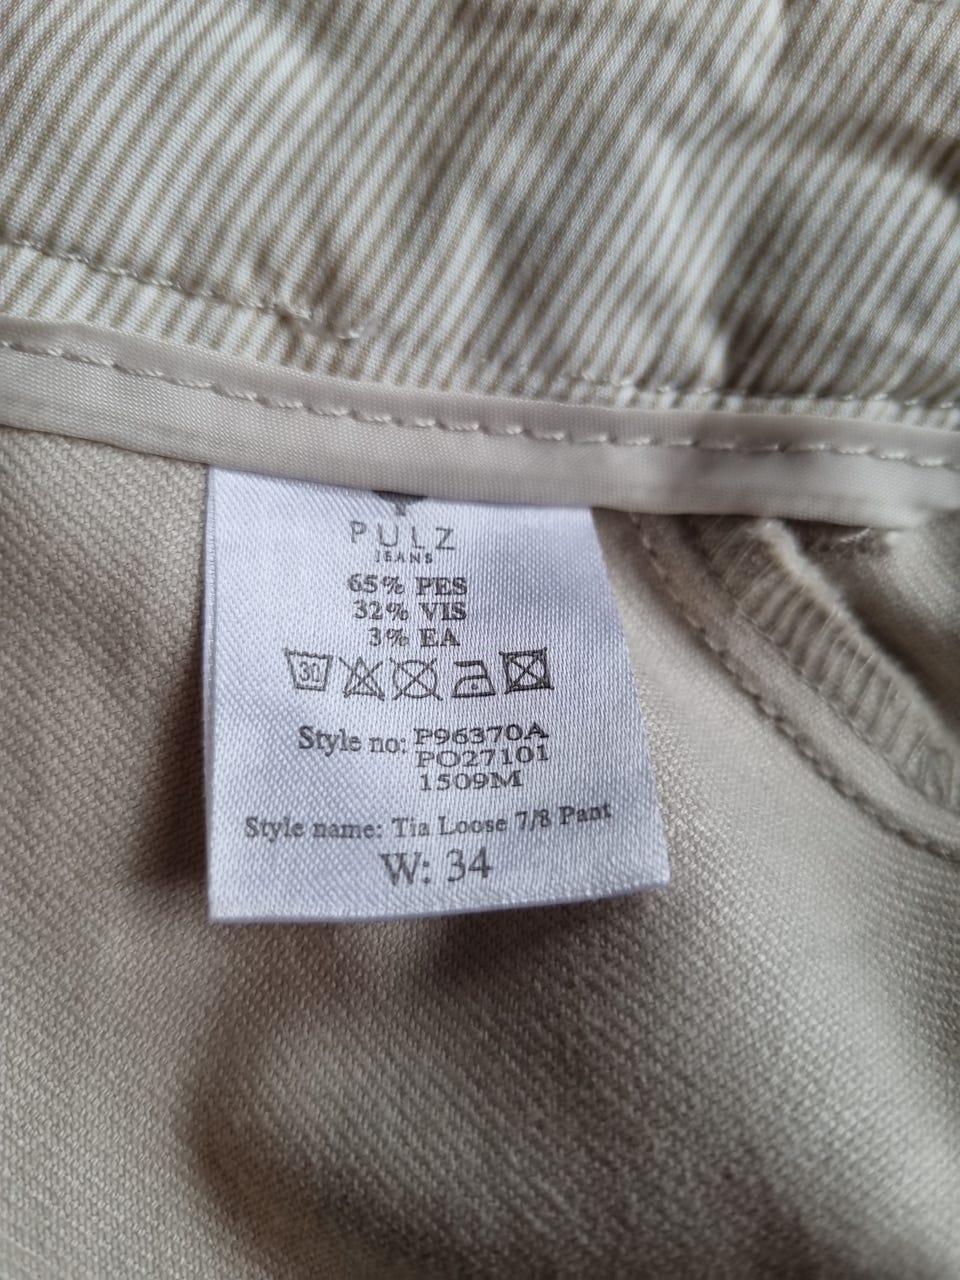 PULZ
JEANS
65% PES
32% VIS
3% EA
30
Style no: P96370A
PO27101
1509M
Style name: Tia Loose 7/8 Pant
W: 34